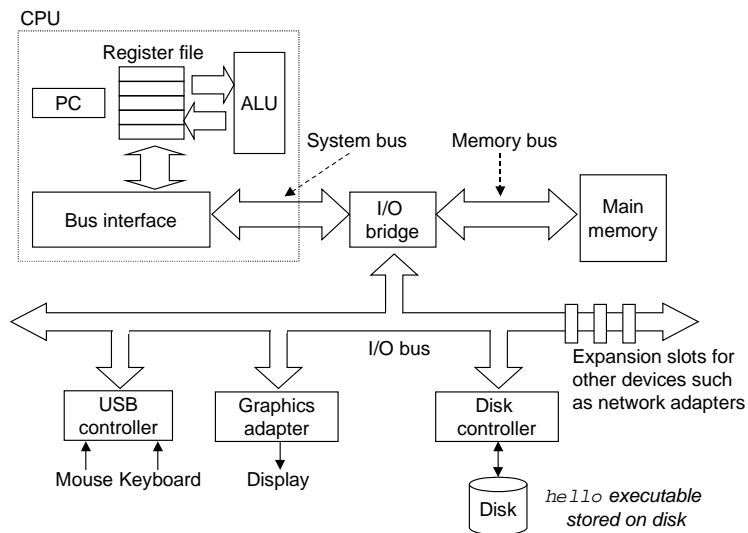 CPU
Register file
PC
ALU
System bus
Memory bus
Bus interface
I/O
bridge
Main
memory
I/O bus
Expansion slots for
other devices such
as network adapters
USB
controller
Graphics
adapter
Disk
controller
Mouse Keyboard
Display
Disk
hello executable
stored on disk